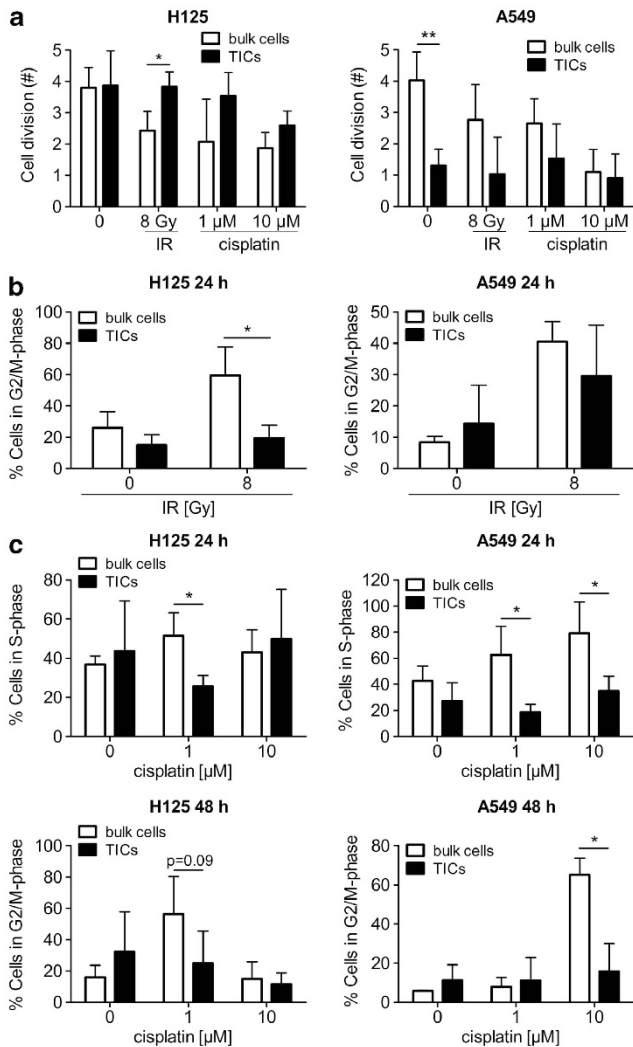 a
H125
bulk cells
TICs
*
Cell division (#)
5
4
3
2
1
0
0
8 Gy
1 µM
10 µM
IR
cisplatin
A549
bulk cells
TICs
**
Cell division (#)
5
4
3
2
1
0
0
8 Gy
1 µM
10 µM
IR
cisplatin
b
H125 24 h
bulk cells
TICs
*
% Cells in G2/M-phase
100
80
60
40
20
0
0
8
IR [Gy]
A549 24 h
bulk cells
TICs
% Cells in G2/M-phase
50
40
30
20
10
0
0
8
IR [Gy]
c
H125 24 h
bulk cells
TICs
*
% Cells in S-phase
100
80
60
40
20
0
0
1
10
cisplatin [µM]
A549 24 h
bulk cells
TICs
*
*
% Cells in S-phase
120
100
80
60
40
20
0
0
1
10
cisplatin [µM]
H125 48 h
bulk cells
TICs
p=0.09
% Cells in G2/M-phase
100
80
60
40
20
0
0
1
10
cisplatin [µM]
A549 48 h
bulk cells
TICs
*
% Cells in G2/M-phase
80
60
40
20
0
0
1
10
cisplatin [µM]